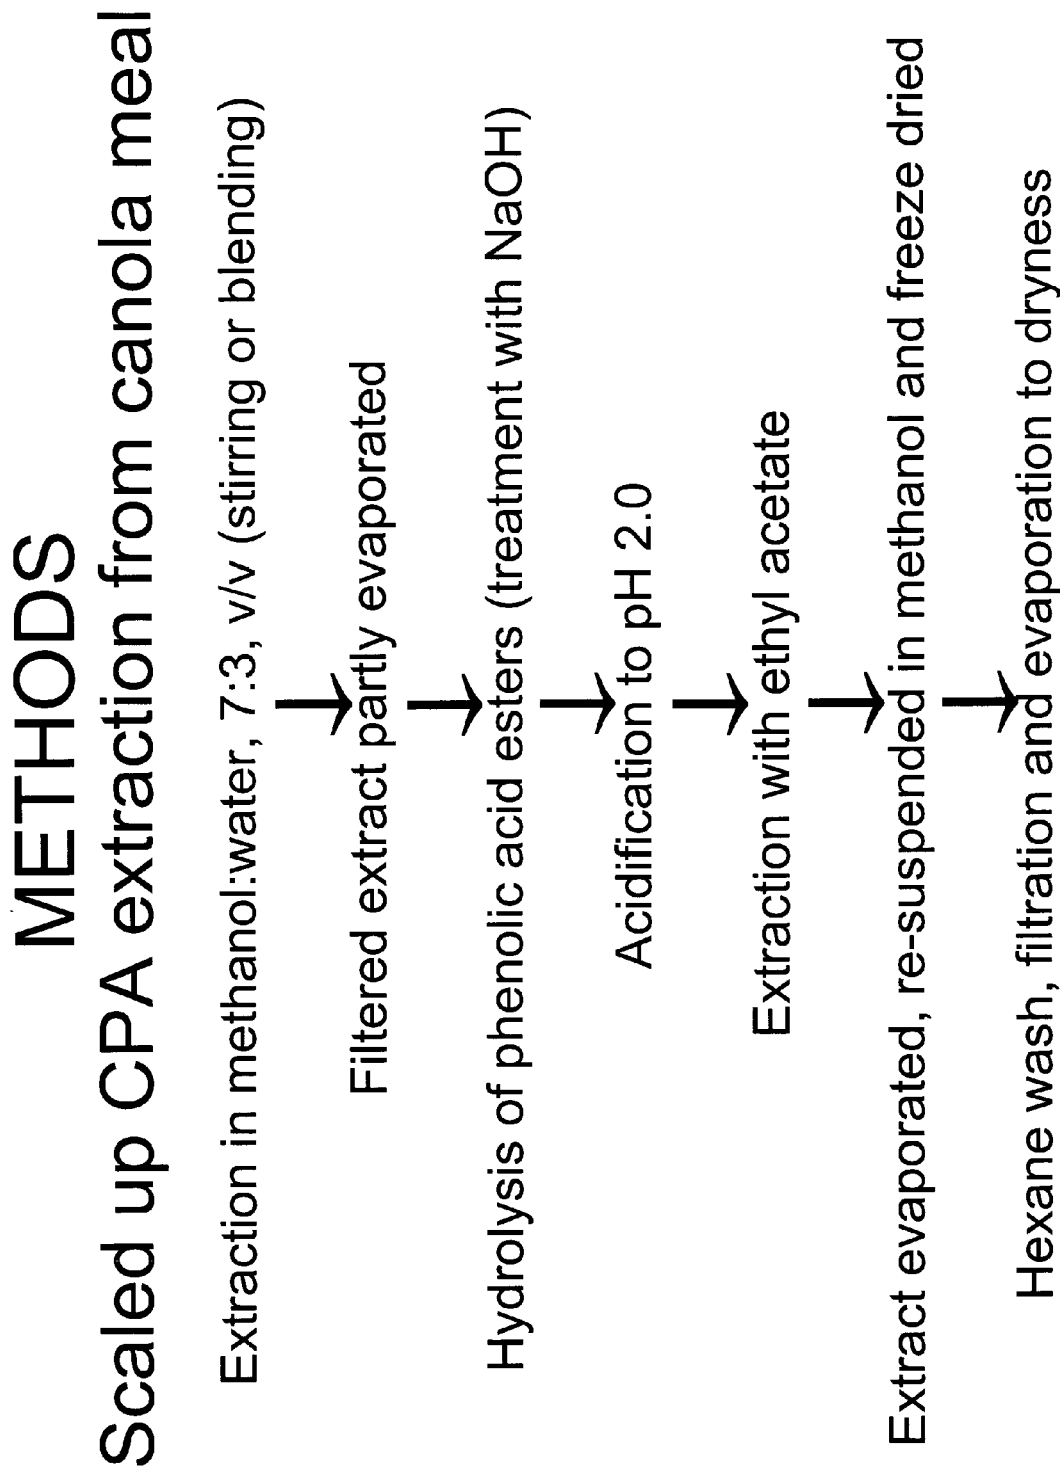 METHODS
Scaled up CPA extraction from canola meal
Extraction in methanol:water, 7:3, v/v (stirring or blending)
Filtered extract partly evaporated
Hydrolysis of phenolic acid esters (treatment with NaOH)
Acidification to pH 2.0
Extraction with ethyl acetate
Extract evaporated, re-suspended in methanol and freeze dried
Hexane wash, filtration and evaporation to dryness